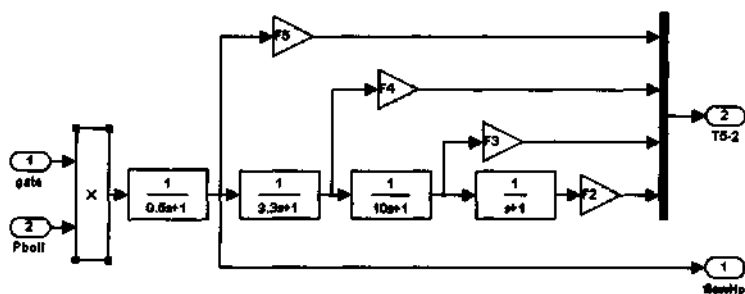 F5
F4
2
T5-2
F3
1
gate
×
1
0.5s+1
1
3.3s+1
1
10s+1
1
s+1
F2
2
Pboil
1
flowHp